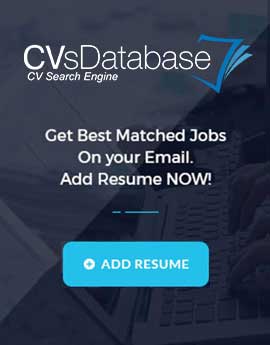 CVsDatabase
CV Search Engine
Get Best Matched Jobs
On your Email.
Add Resume NOW!
ADD RESUME